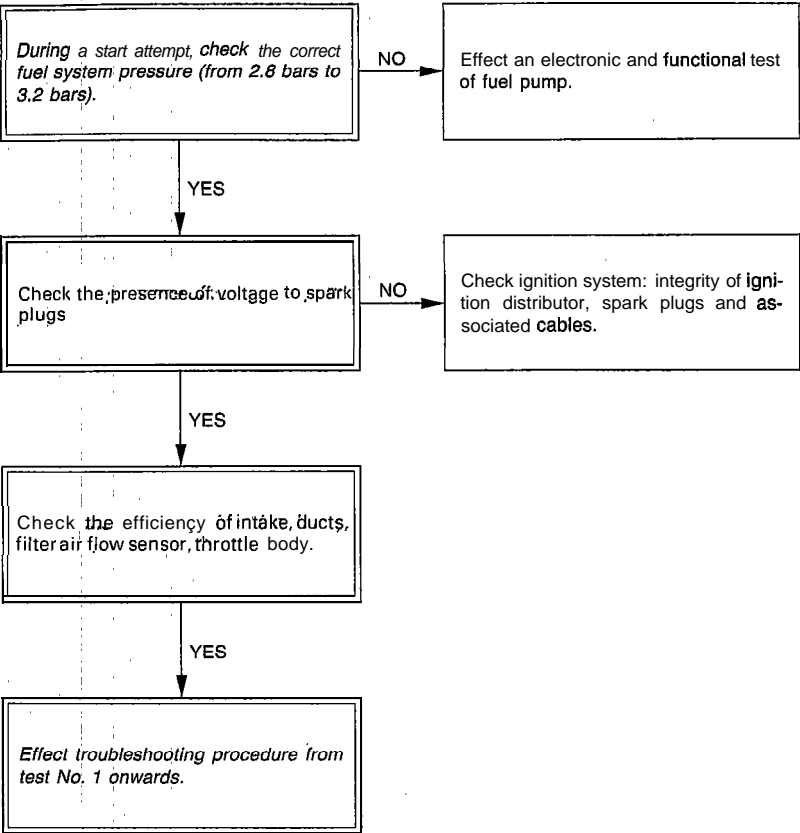 During a start attempt, check the correct
fuel system pressure (from 2.8 bars to
3.2 bars).
NO
Effect an electronic and functional test
of fuel pump.
YES
Check the presence of voltage to spark
plugs
NO
Check ignition system: integrity of igni-
tion distributor, spark plugs and as-
sociated cables.
YES
Check the efficiency of intake, ducts,
filter air flow sensor, throttle body.
YES
Effect troubleshooting procedure from
test No. 1 onwards.